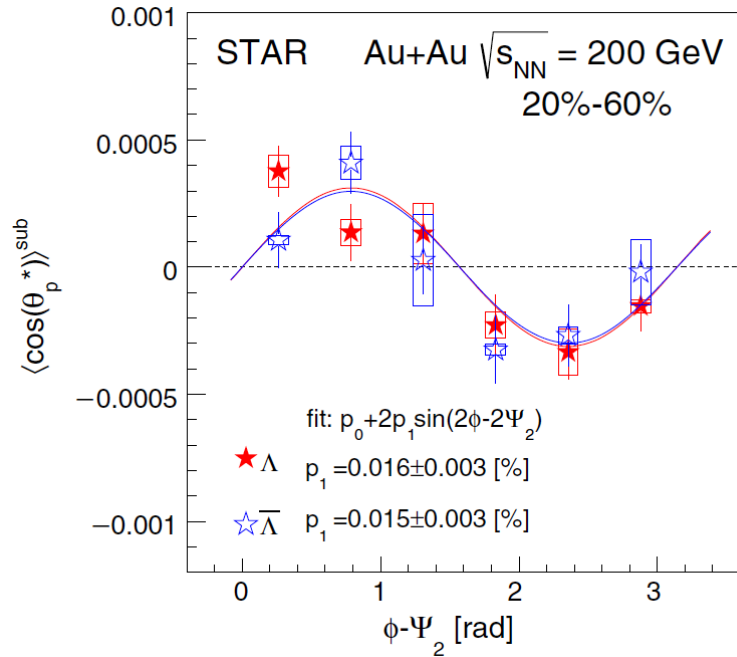 STAR Au+Au √s_NN = 200 GeV
20%-60%
⟨cos(θ_p*)⟩^sub
0.001
0.0005
0
−0.0005
−0.001
fit: p_0+2p_1sin(2ϕ-2Ψ_2)
Λ p_1 =0.016±0.003 [%]
Λ̅ p_1 =0.015±0.003 [%]
0 1 2 3
ϕ-Ψ_2 [rad]